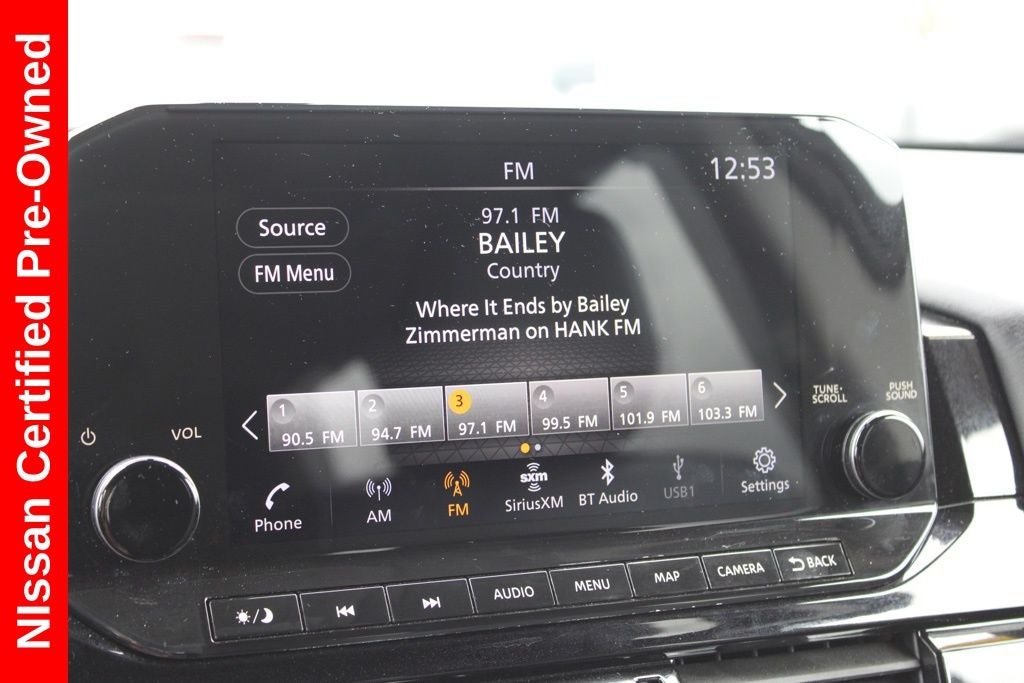 NIssan Certified Pre-Owned
FM
12:53
Source
FM Menu
97.1 FM
BAILEY
Country
Where It Ends by Bailey
Zimmerman on HANK FM
1
90.5 FM
2
94.7 FM
3
97.1 FM
4
99.5 FM
5
101.9 FM
6
103.3 FM
VOL
TUNE·
SCROLL
PUSH
SOUND
Phone
AM
FM
sxm
SiriusXM
BT Audio
USB1
Settings
AUDIO
MENU
MAP
CAMERA
BACK